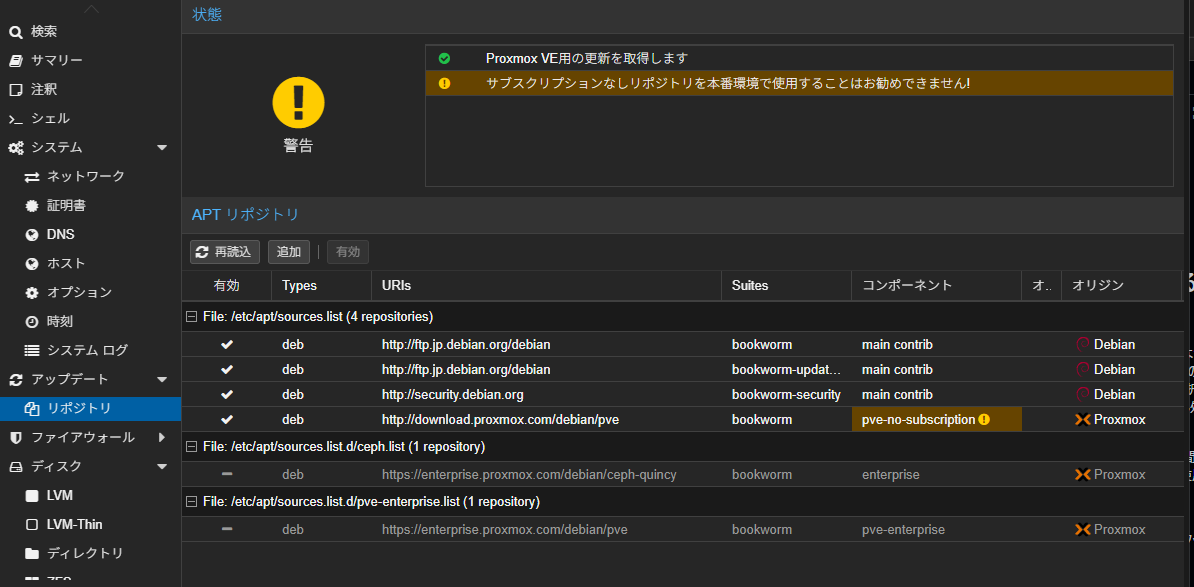 検索
サマリー
注釈
シェル
システム
ネットワーク
証明書
DNS
ホスト
オプション
時刻
システム ログ
アップデート
リポジトリ
ファイアウォール
ディスク
LVM
LVM-Thin
ディレクトリ
状態
警告
Proxmox VE用の更新を取得します
サブスクリプションなしリポジトリを本番環境で使用することはお勧めできません!
APT リポジトリ
再読込 追加 有効
有効 Types URIs Suites コンポーネント オ.. オリジン
File: /etc/apt/sources.list (4 repositories)
deb http://ftp.jp.debian.org/debian bookworm main contrib Debian
deb http://ftp.jp.debian.org/debian bookworm-updat... main contrib Debian
deb http://security.debian.org bookworm-security main contrib Debian
deb http://download.proxmox.com/debian/pve bookworm pve-no-subscription Proxmox
File: /etc/apt/sources.list.d/ceph.list (1 repository)
deb https://enterprise.proxmox.com/debian/ceph-quincy bookworm enterprise Proxmox
File: /etc/apt/sources.list.d/pve-enterprise.list (1 repository)
deb https://enterprise.proxmox.com/debian/pve bookworm pve-enterprise Proxmox